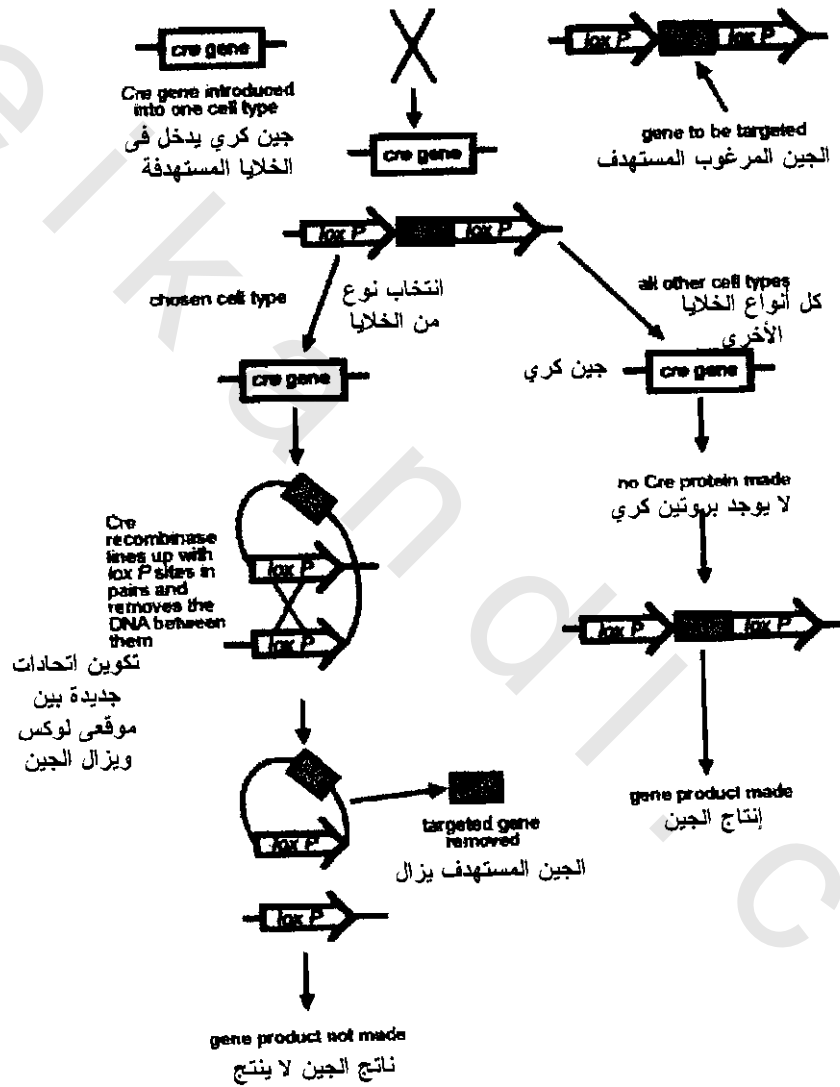 cre gene
Cre gene introduced
into one cell type
جين كري يدخل في
الخلايا المستهدفة
cre gene
lox P
lox P
gene to be targeted
الجين المرغوب المستهدف
lox P
lox P
chosen cell type
انتخاب نوع
من الخلايا
all other cell types
كل أنواع الخلايا
الأخري
cre gene
جين كري
cre gene
no Cre protein made
لا يوجد بروتين كري
Cre
recombinase
lines up with
lox P sites in
pairs and
removes the
DNA between
them
تكوين اتحادات
جديدة بين
موقعى لوكس
ويزال الجين
lox P
lox P
lox P
lox P
lox P
targeted gene
removed
الجين المستهدف يزال
gene product made
إنتاج الجين
lox P
gene product not made
ناتج الجين لا ينتج
eikandl.c